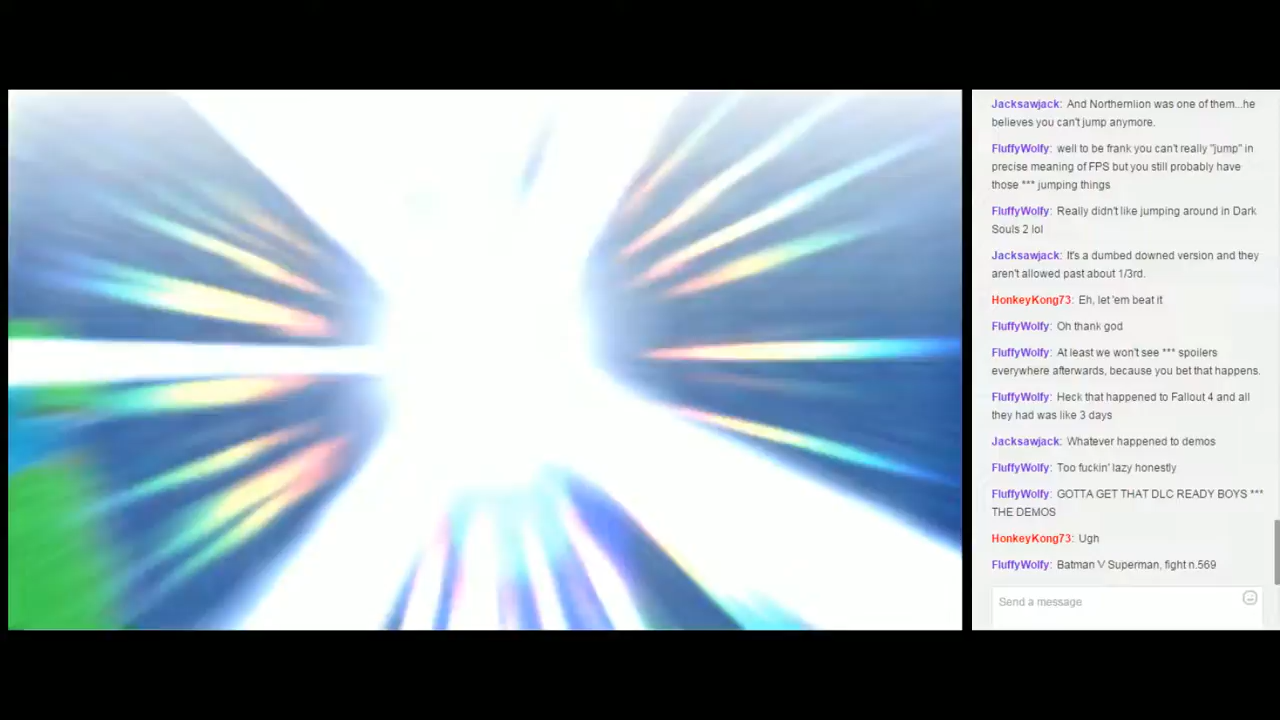 Jacksawjack: And Northernlion was one of them...he
believes you can't jump anymore.
FluffyWolfy: well to be frank you can't really "jump" in
precise meaning of FPS but you still probably have
those *** jumping things
FluffyWolfy: Really didn't like jumping around in Dark
Souls 2 lol
Jacksawjack: It's a dumbed downed version and they
aren't allowed past about 1/3rd.
HonkeyKong73: Eh, let 'em beat it
FluffyWolfy: Oh thank god
FluffyWolfy: At least we won't see *** spoilers
everywhere afterwards, because you bet that happens.
FluffyWolfy: Heck that happened to Fallout 4 and all
they had was like 3 days
Jacksawjack: Whatever happened to demos
FluffyWolfy: Too fuckin' lazy honestly
FluffyWolfy: GOTTA GET THAT DLC READY BOYS ***
THE DEMOS
HonkeyKong73: Ugh
FluffyWolfy: Batman V Superman, fight n.569
Send a message